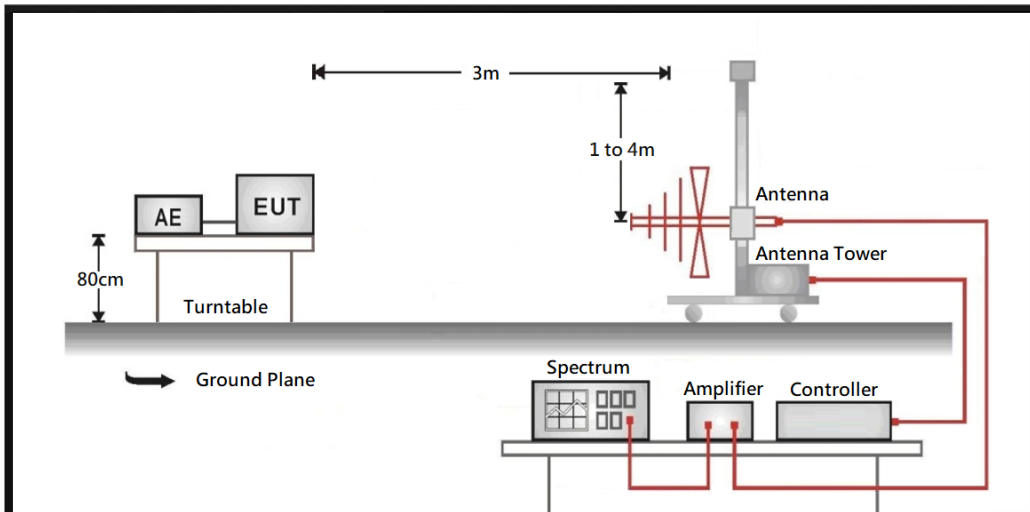 3m
1 to 4m
Antenna
AE
EUT
Antenna Tower
80cm
Turntable
Ground Plane
Spectrum
Amplifier
Controller